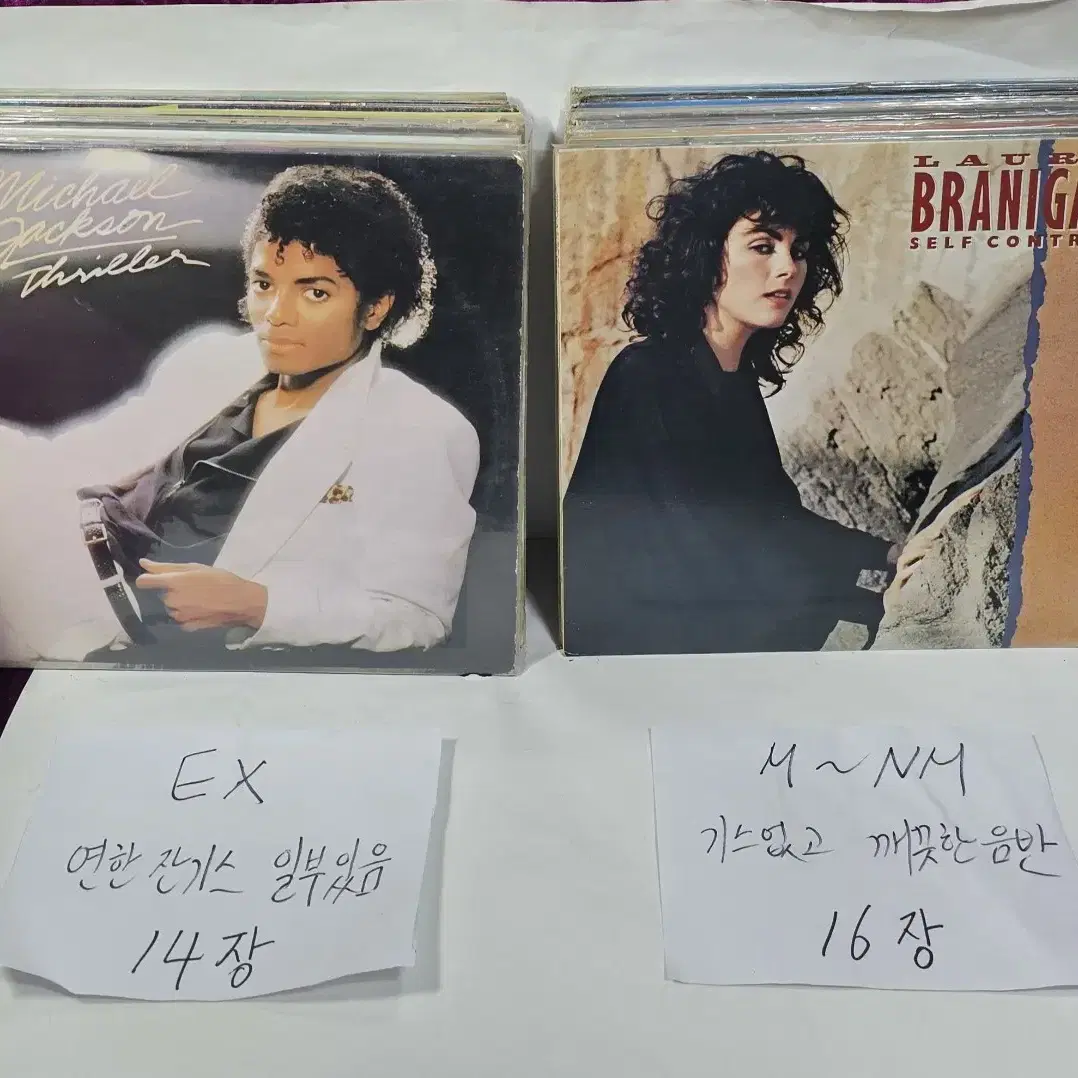 Michael
Jackson
Thriller
LAUR
BRANIGA
SELF CONTR
EX
연한 잔기스 일부있음
14장
M~NM
기스없고 깨끗한음반
16장